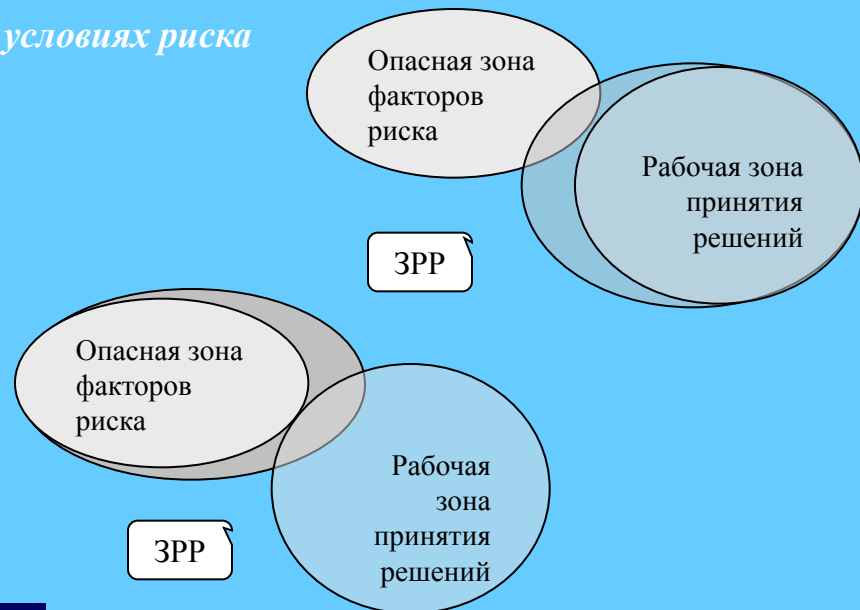 условиях риска
Опасная зона
факторов
риска
Рабочая зона
принятия
решений
ЗРР
Опасная зона
факторов
риска
Рабочая
зона
принятия
решений
ЗРР